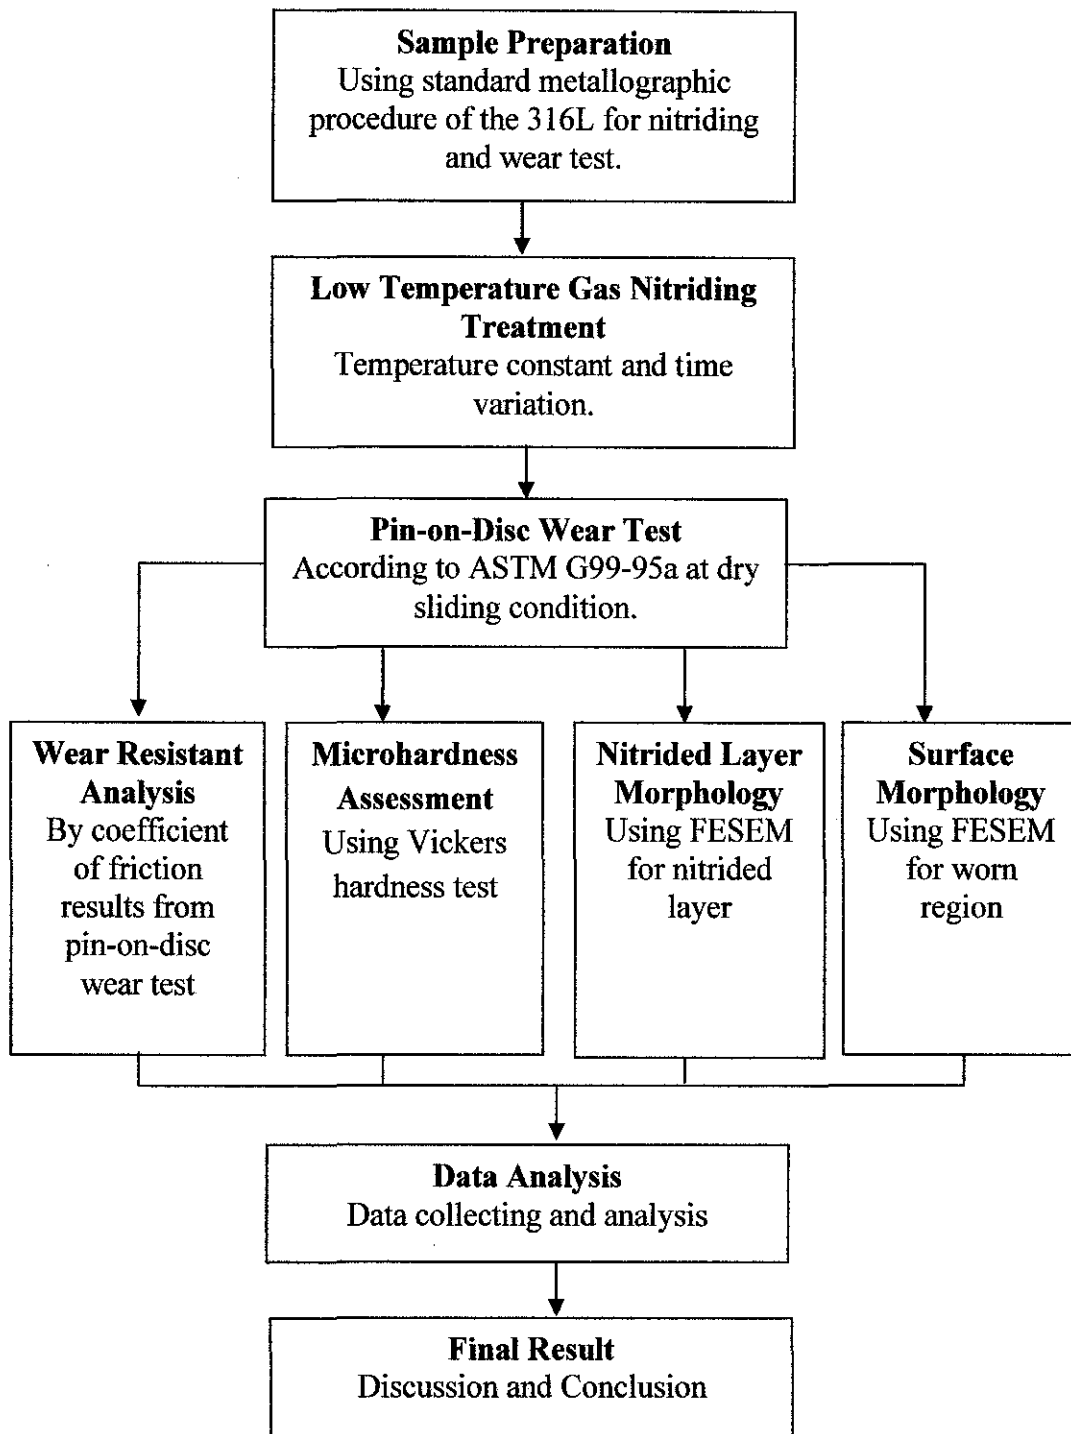 Sample Preparation
Using standard metallographic
procedure of the 316L for nitriding
and wear test.
Low Temperature Gas Nitriding
Treatment
Temperature constant and time
variation.
Pin-on-Disc Wear Test
According to ASTM G99-95a at dry
sliding condition.
Wear Resistant
Analysis
By coefficient
of friction
results from
pin-on-disc
wear test
Microhardness
Assessment
Using Vickers
hardness test
Nitrided Layer
Morphology
Using FESEM
for nitrided
layer
Surface
Morphology
Using FESEM
for worn
region
Data Analysis
Data collecting and analysis
Final Result
Discussion and Conclusion